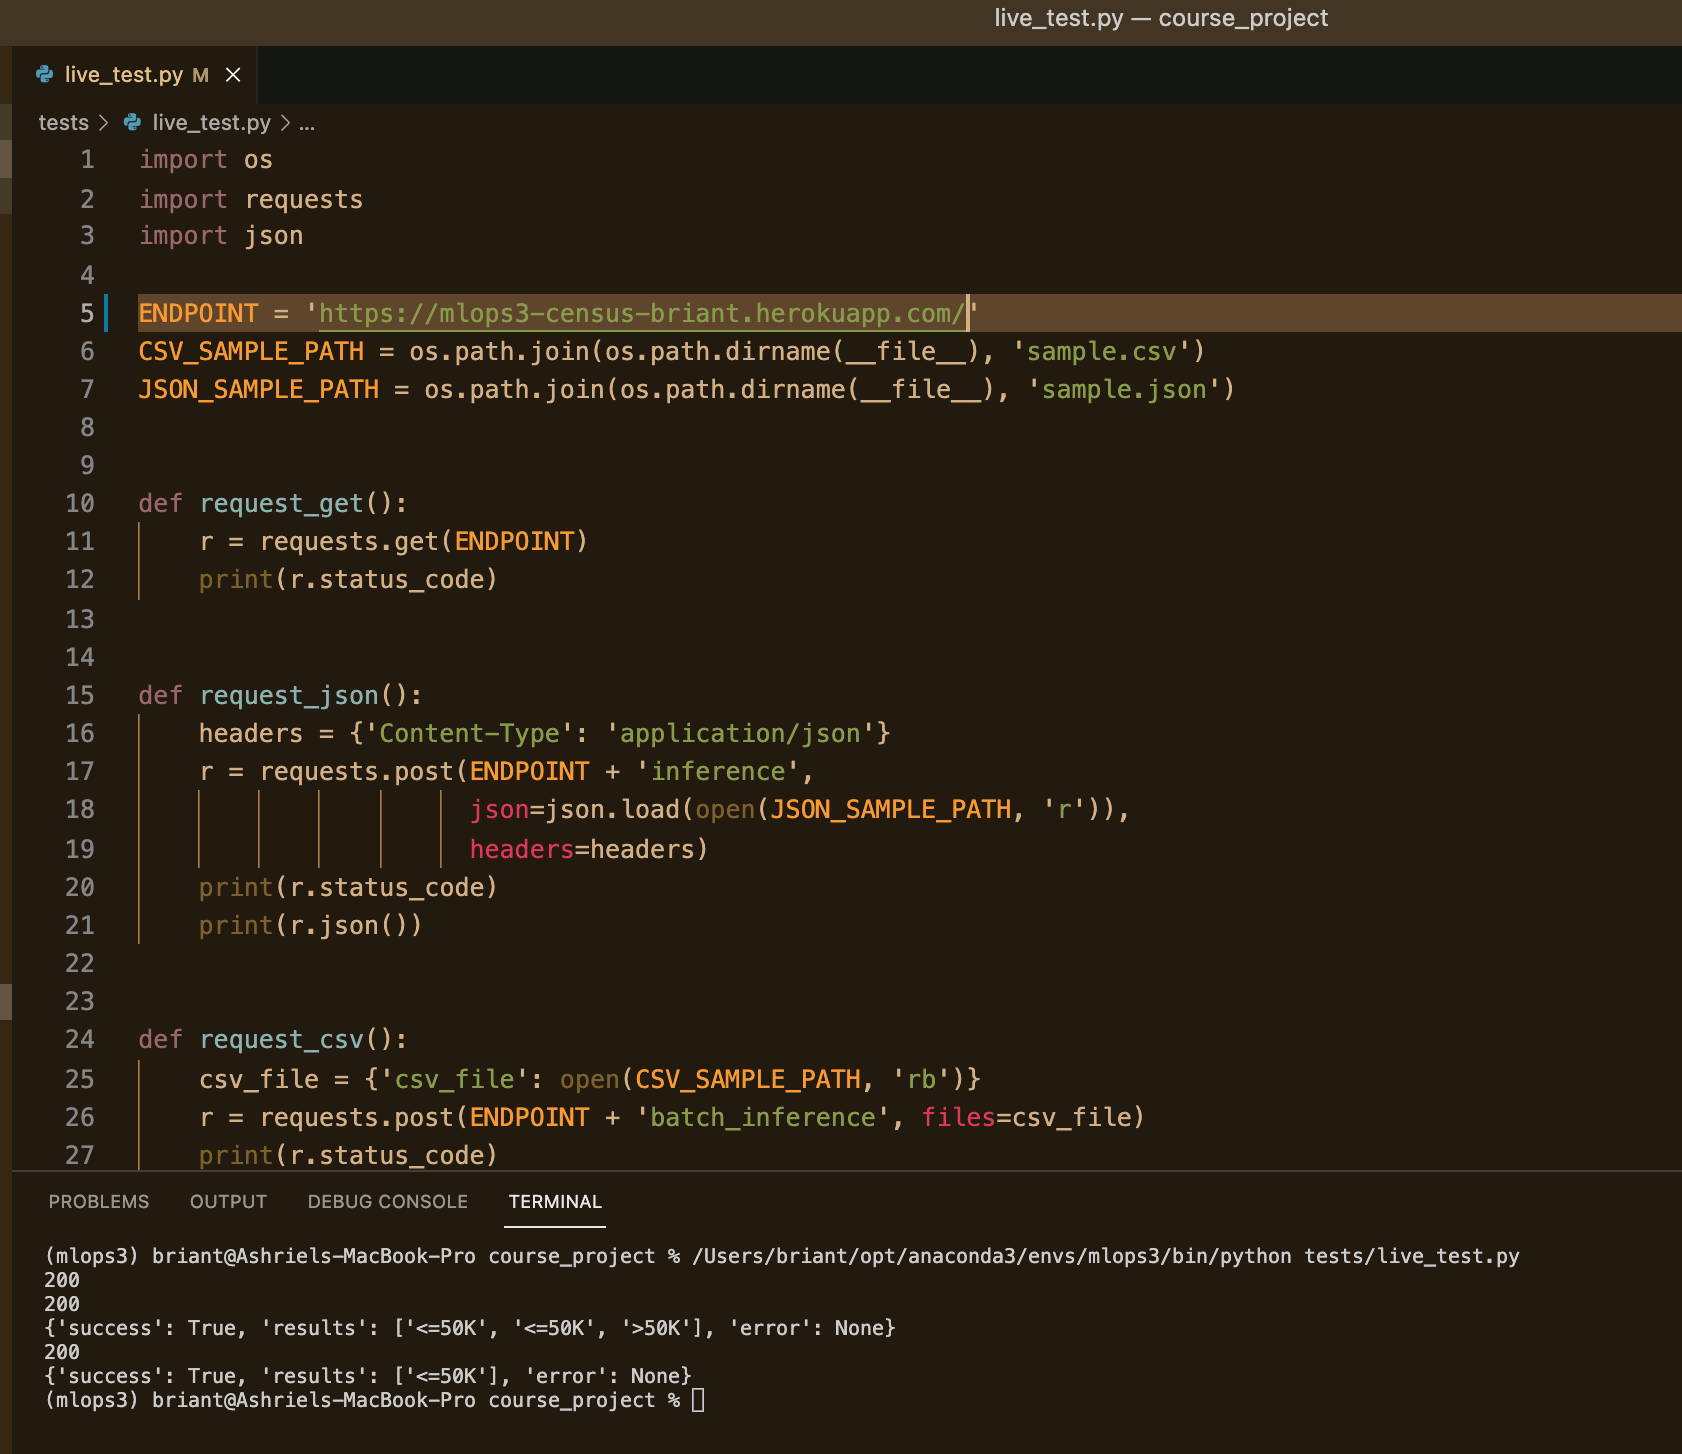 live_test.py — course_project
live_test.py M
tests > live_test.py > ...
1 import os
2 import requests
3 import json
4
5 ENDPOINT = 'https://mlops3-census-briant.herokuapp.com/'
6 CSV_SAMPLE_PATH = os.path.join(os.path.dirname(__file__), 'sample.csv')
7 JSON_SAMPLE_PATH = os.path.join(os.path.dirname(__file__), 'sample.json')
8
9
10 def request_get():
11     r = requests.get(ENDPOINT)
12     print(r.status_code)
13
14
15 def request_json():
16     headers = {'Content-Type': 'application/json'}
17     r = requests.post(ENDPOINT + 'inference',
18                       json=json.load(open(JSON_SAMPLE_PATH, 'r')),
19                       headers=headers)
20     print(r.status_code)
21     print(r.json())
22
23
24 def request_csv():
25     csv_file = {'csv_file': open(CSV_SAMPLE_PATH, 'rb')}
26     r = requests.post(ENDPOINT + 'batch_inference', files=csv_file)
27     print(r.status_code)
PROBLEMS OUTPUT DEBUG CONSOLE TERMINAL
(mlops3) briant@Ashriels-MacBook-Pro course_project % /Users/briant/opt/anaconda3/envs/mlops3/bin/python tests/live_test.py
200
200
{'success': True, 'results': ['<=50K', '<=50K', '>50K'], 'error': None}
200
{'success': True, 'results': ['<=50K'], 'error': None}
(mlops3) briant@Ashriels-MacBook-Pro course_project %